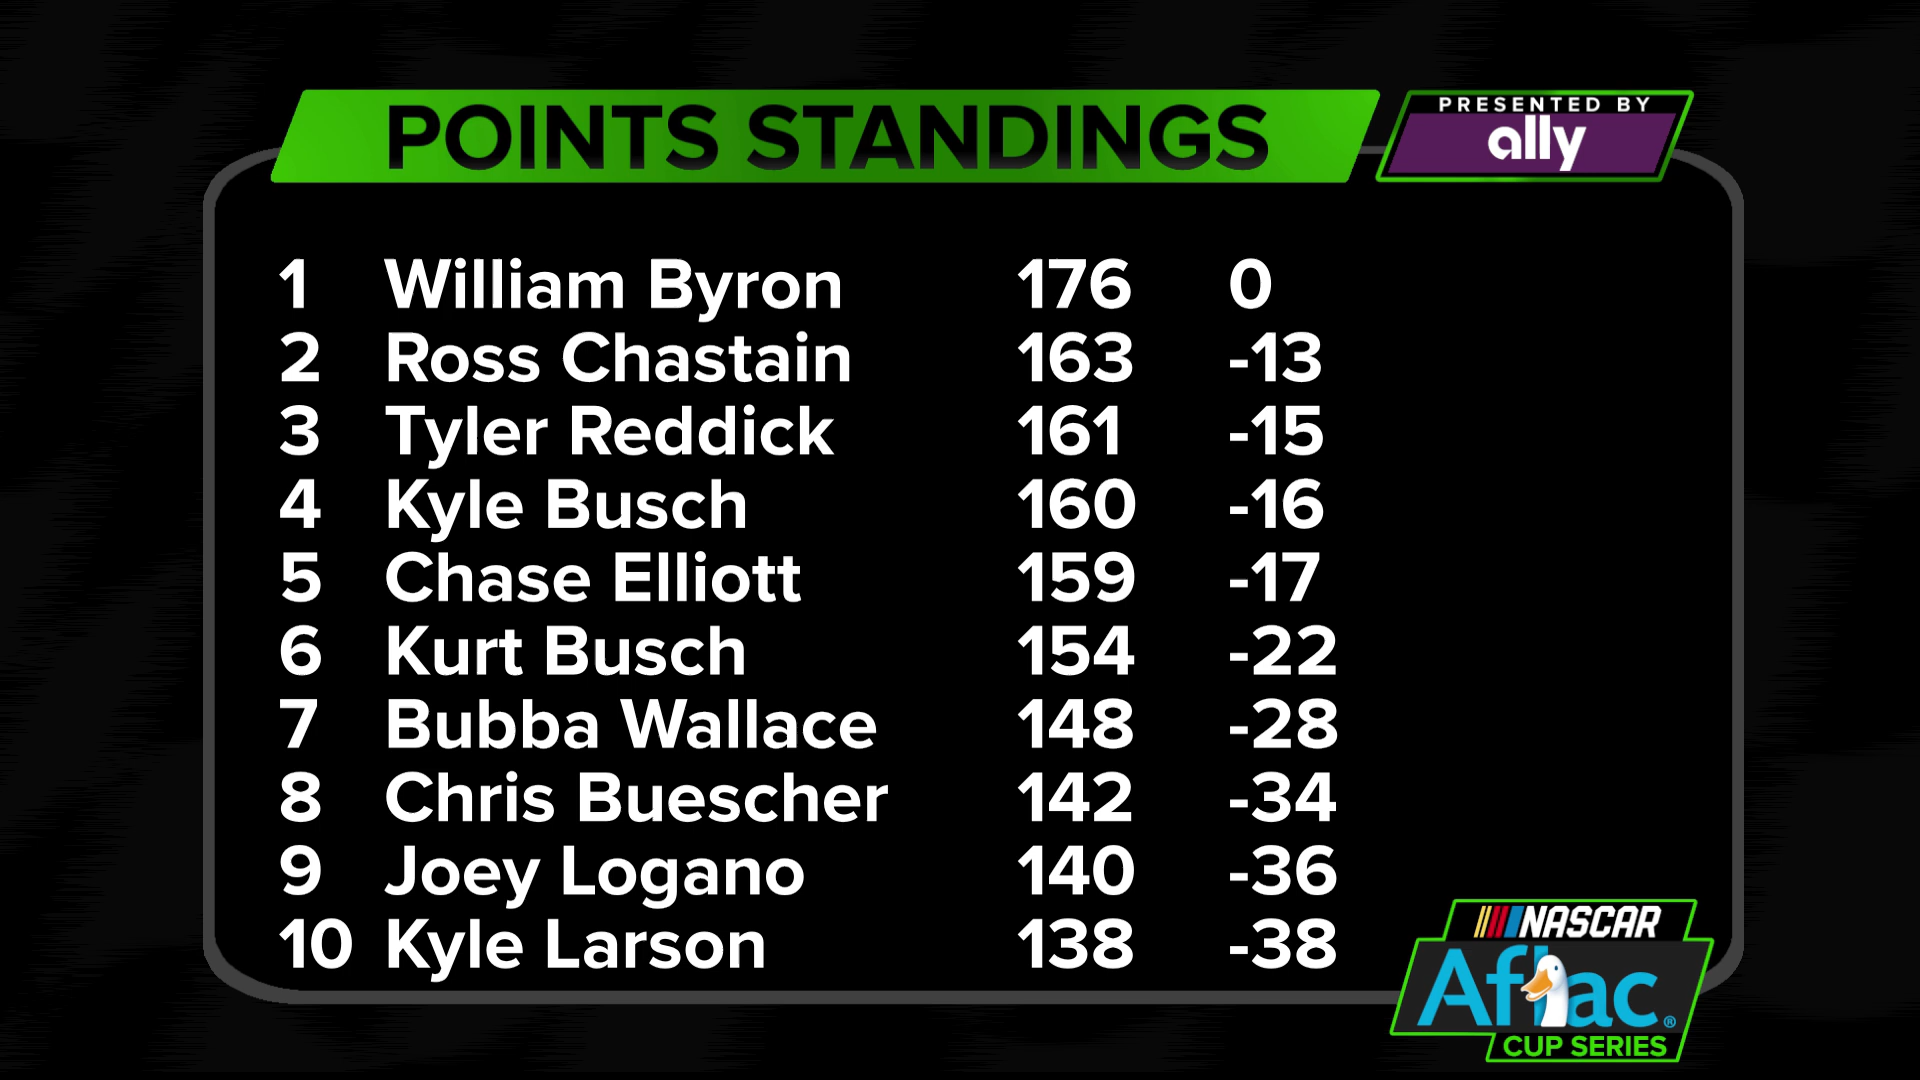 POINTS STANDINGS
PRESENTED BY
ally
1 William Byron 176 0
2 Ross Chastain 163 -13
3 Tyler Reddick 161 -15
4 Kyle Busch 160 -16
5 Chase Elliott 159 -17
6 Kurt Busch 154 -22
7 Bubba Wallace 148 -28
8 Chris Buescher 142 -34
9 Joey Logano 140 -36
10 Kyle Larson 138 -38
NASCAR
Aflac®
CUP SERIES